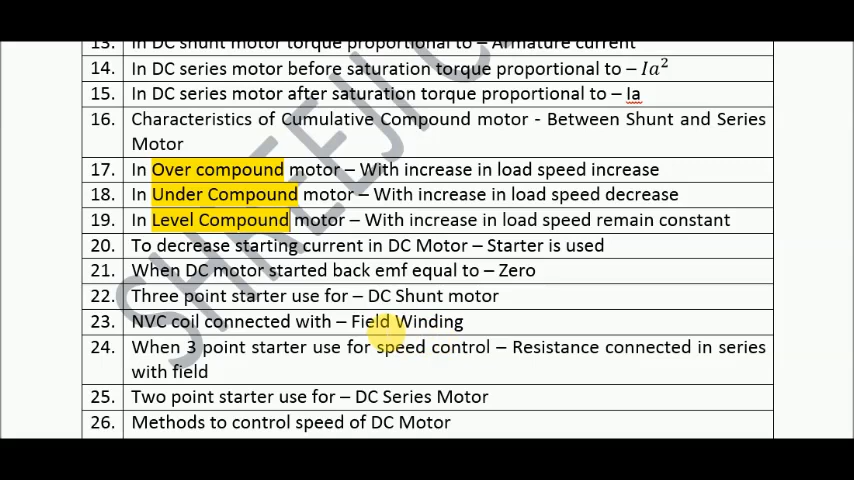 13. In DC shunt motor torque proportional to – Armature current
14. In DC series motor before saturation torque proportional to – Ia²
15. In DC series motor after saturation torque proportional to – Ia
16. Characteristics of Cumulative Compound motor - Between Shunt and Series
Motor
17. In Over compound motor – With increase in load speed increase
18. In Under Compound motor – With increase in load speed decrease
19. In Level Compound motor – With increase in load speed remain constant
20. To decrease starting current in DC Motor – Starter is used
21. When DC motor started back emf equal to – Zero
22. Three point starter use for – DC Shunt motor
23. NVC coil connected with – Field Winding
24. When 3 point starter use for speed control – Resistance connected in series
with field
25. Two point starter use for – DC Series Motor
26. Methods to control speed of DC Motor
SHREEJI